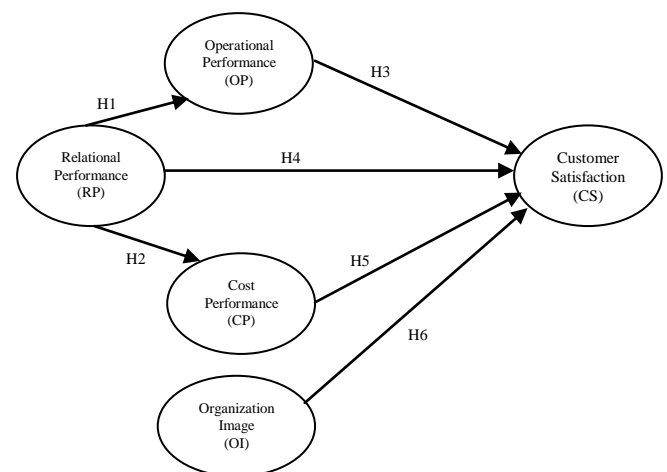 Operational
Performance
(OP)
H3
H1
Relational
Performance
(RP)
H4
Customer
Satisfaction
(CS)
H2
H5
Cost
Performance
(CP)
H6
Organization
Image
(OI)